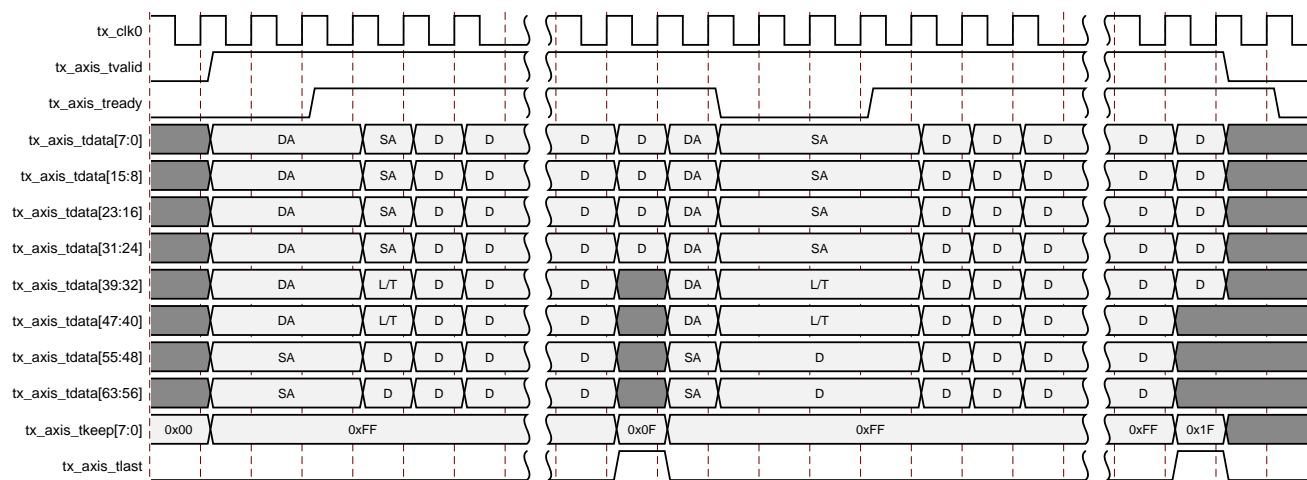 tx_clk0
tx_axis_tvalid
tx_axis_tready
tx_axis_tdata[7:0] DA SA D D D D DA SA D D D D D
tx_axis_tdata[15:8] DA SA D D D D DA SA D D D D D
tx_axis_tdata[23:16] DA SA D D D D DA SA D D D D D
tx_axis_tdata[31:24] DA SA D D D D DA SA D D D D D
tx_axis_tdata[39:32] DA L/T D D D DA L/T D D D D D
tx_axis_tdata[47:40] DA L/T D D D DA L/T D D D D
tx_axis_tdata[55:48] SA D D D D SA D D D D D
tx_axis_tdata[63:56] SA D D D D SA D D D D D
tx_axis_tkeep[7:0] 0x00 0xFF 0x0F 0xFF 0xFF 0x1F
tx_axis_tlast